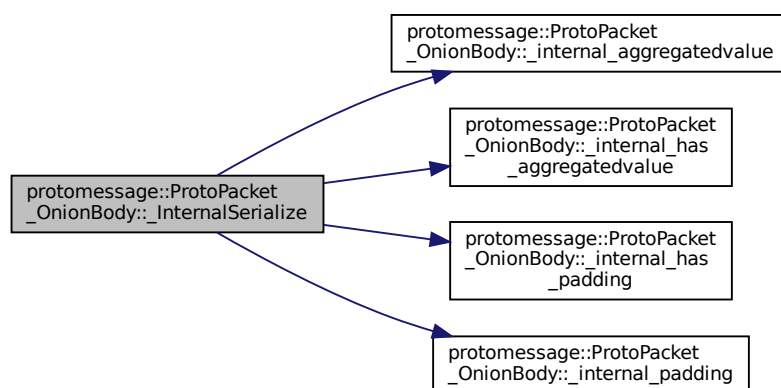 protomessage::ProtoPacket
_OnionBody::_InternalSerialize
protomessage::ProtoPacket
_OnionBody::_internal_aggregatedvalue
protomessage::ProtoPacket
_OnionBody::_internal_has
_aggregatedvalue
protomessage::ProtoPacket
_OnionBody::_internal_has
_padding
protomessage::ProtoPacket
_OnionBody::_internal_padding